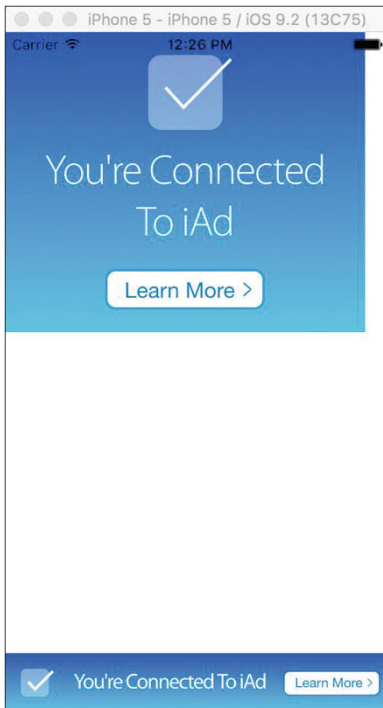 iPhone 5 - iPhone 5 / iOS 9.2 (13C75)
Carrier 12:26 PM
You're Connected
To iAd
Learn More >
You're Connected To iAd Learn More >